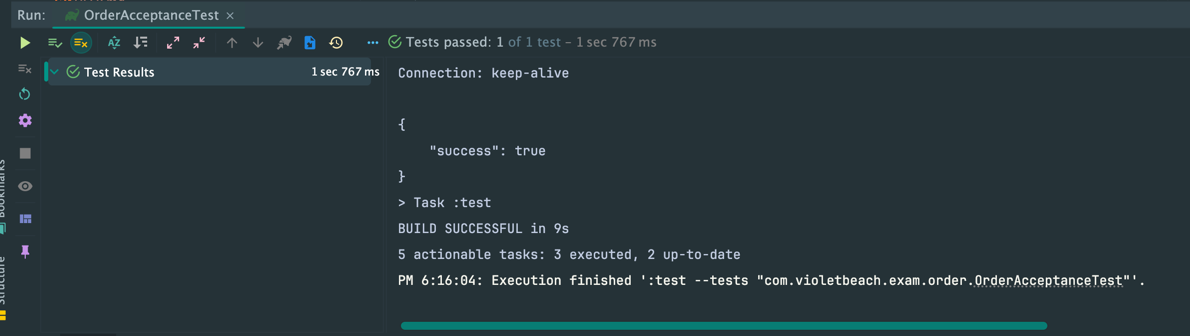 Run: OrderAcceptanceTest ×
Tests passed: 1 of 1 test – 1 sec 767 ms
Test Results 1 sec 767 ms
Connection: keep-alive
{
"success": true
}
> Task :test
BUILD SUCCESSFUL in 9s
5 actionable tasks: 3 executed, 2 up-to-date
PM 6:16:04: Execution finished ':test --tests "com.violetbeach.exam.order.OrderAcceptanceTest"'.
Bookmarks
Structure